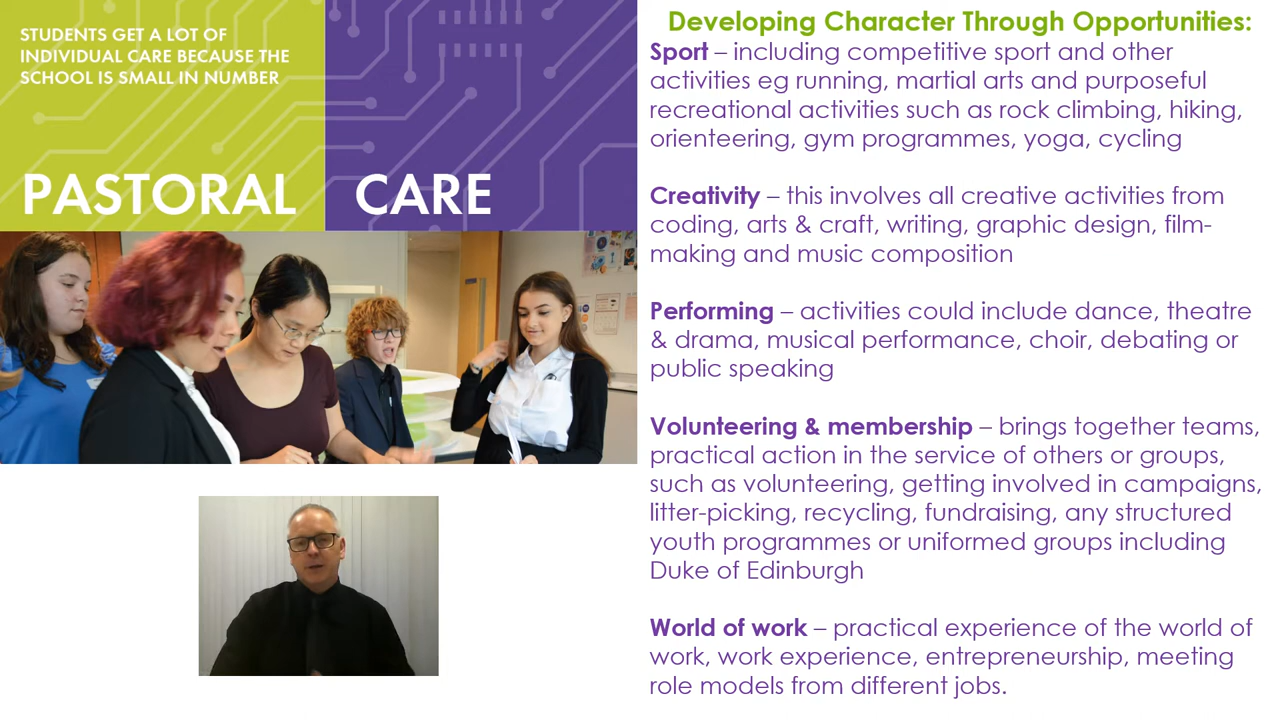 STUDENTS GET A LOT OF
INDIVIDUAL CARE BECAUSE THE
SCHOOL IS SMALL IN NUMBER
PASTORAL CARE
Developing Character Through Opportunities:
Sport – including competitive sport and other
activities eg running, martial arts and purposeful
recreational activities such as rock climbing, hiking,
orienteering, gym programmes, yoga, cycling
Creativity – this involves all creative activities from
coding, arts & craft, writing, graphic design, film-
making and music composition
Performing – activities could include dance, theatre
& drama, musical performance, choir, debating or
public speaking
Volunteering & membership – brings together teams,
practical action in the service of others or groups,
such as volunteering, getting involved in campaigns,
litter-picking, recycling, fundraising, any structured
youth programmes or uniformed groups including
Duke of Edinburgh
World of work – practical experience of the world of
work, work experience, entrepreneurship, meeting
role models from different jobs.